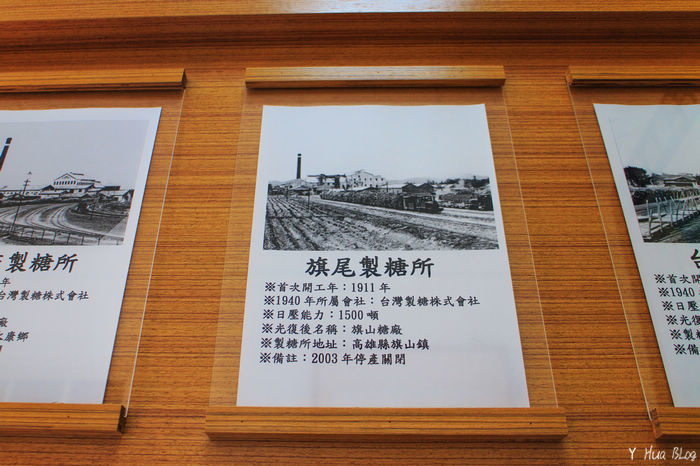 製糖所
年
台灣製糖株式會社
廠
永康鄉
旗尾製糖所
※首次開工年：1911年
※1940年所屬會社：台灣製糖株式會社
※日壓能力：1500噸
※光復後名稱：旗山糖廠
※製糖所地址：高雄縣旗山鎮
※備註：2003年停產關閉
※首次開
※1940
※日壓
※光復
※製糖
※備
Y Hua BLog